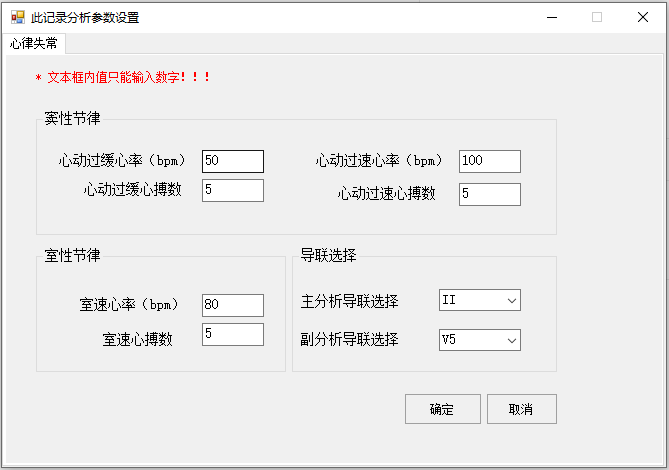 此记录分析参数设置
心律失常
* 文本框内值只能输入数字！！！
窦性节律
心动过缓心率（bpm） 50 心动过速心率（bpm） 100
心动过缓心搏数 5 心动过速心搏数 5
室性节律
室速心率（bpm） 80
室速心搏数 5
导联选择
主分析导联选择 II
副分析导联选择 V5
确定 取消